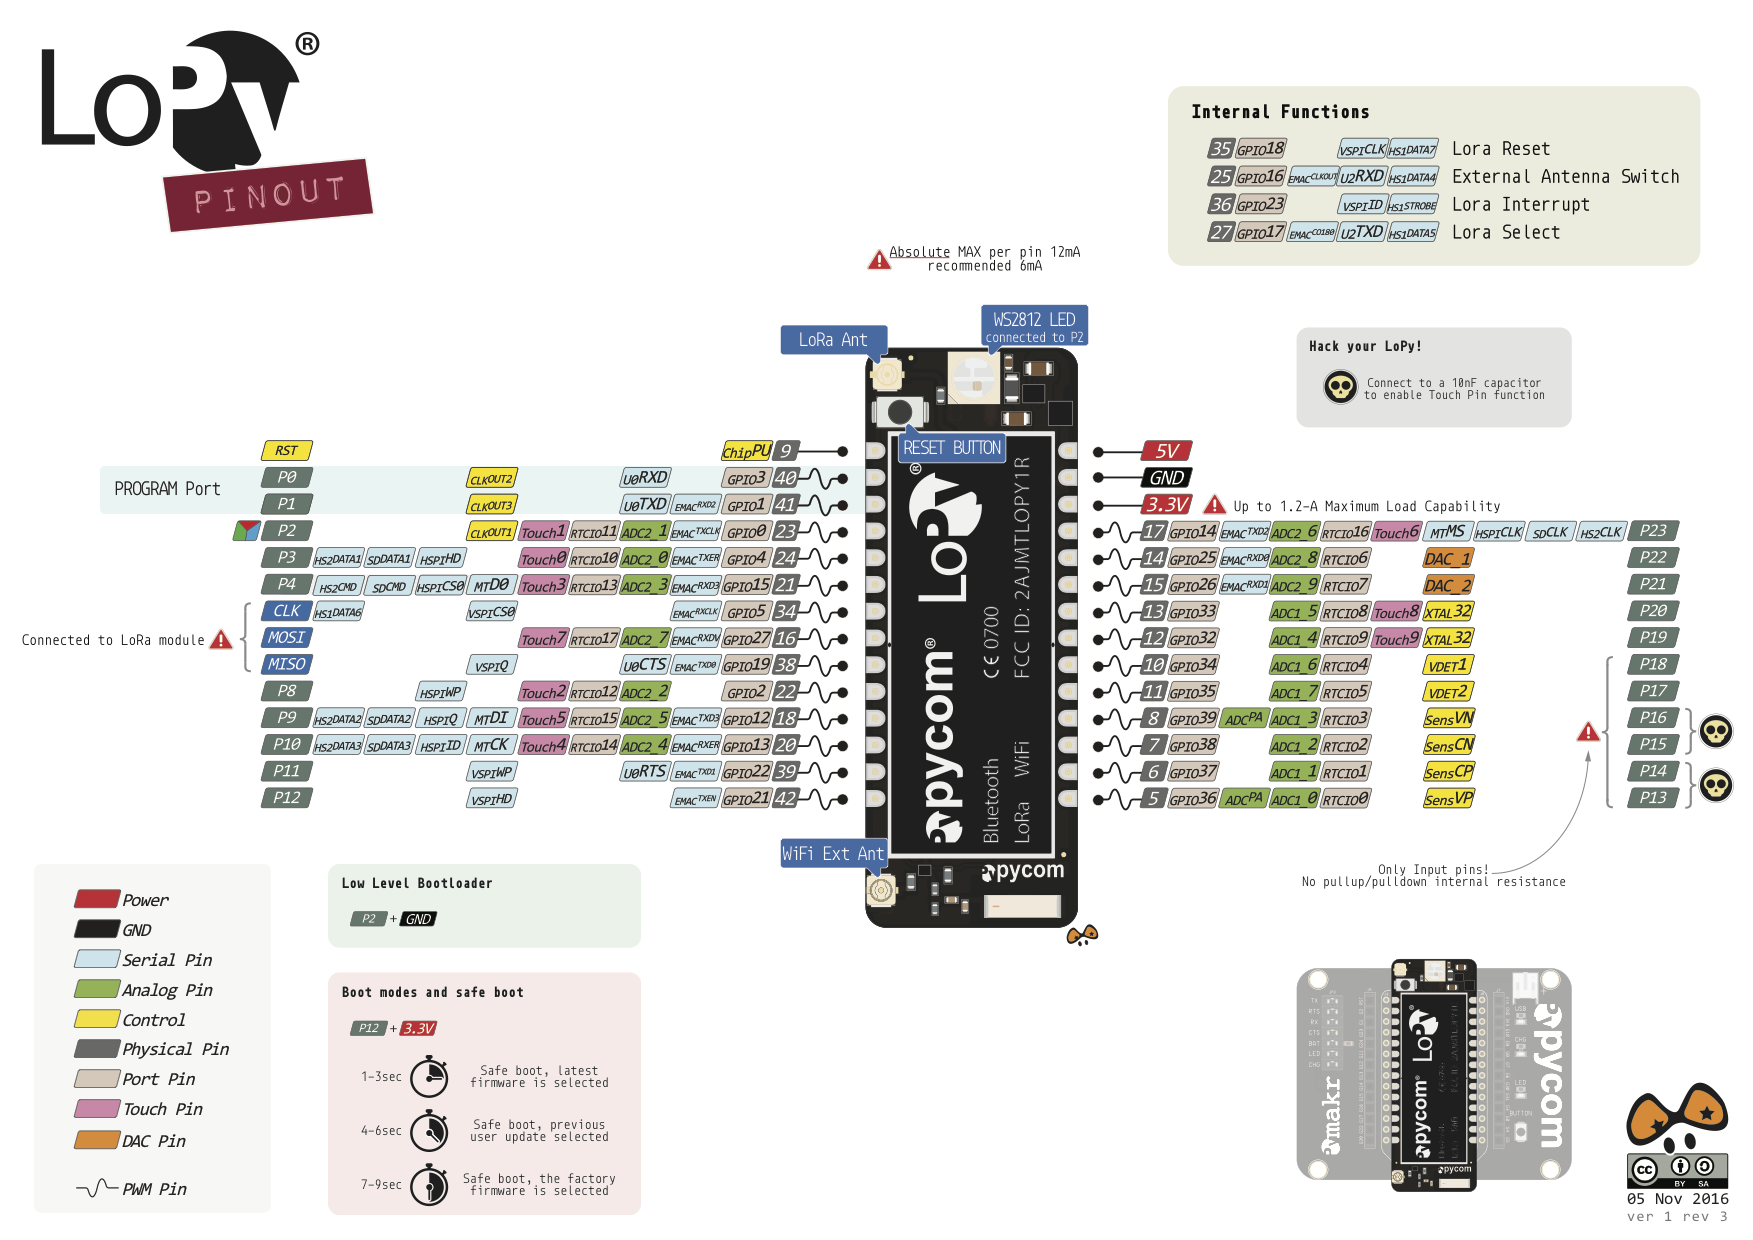 LoPy®
PINOUT
Internal Functions
35 GPIO18 VSPICLK HS1DATA7 Lora Reset
25 GPIO16 EMACCLKOUT U2RXD HS1DATA4 External Antenna Switch
36 GPIO23 VSPIID HS1STROBE Lora Interrupt
27 GPIO17 EMACCO180 U2TXD HS1DATA5 Lora Select
Absolute MAX per pin 12mA
recommended 6mA
LoRa Ant
WS2812 LED
connected to P2
RESET BUTTON
Hack your LoPy!
Connect to a 10nF capacitor
to enable Touch Pin function
RST ChipPU 9
PROGRAM Port
P0 CLKOUT2 U0RXD GPIO3 40
P1 CLKOUT3 U0TXD EMACRXD2 GPIO1 41
P2 CLKOUT1 Touch1 RTCIO11 ADC2_1 EMACTXCLK GPIO0 23
P3 HS2DATA1 SDDATA1 HSPIHD Touch0 RTCIO10 ADC2_0 EMACTXER GPIO4 24
P4 HS2CMD SDCMD HSPICS0 MTDO Touch3 RTCIO13 ADC2_3 EMACRXD3 GPIO15 21
CLK HS1DATA6 VSPICS0 EMACRXCLK GPIO5 34
Connected to LoRa module
MOSI Touch7 RTCIO17 ADC2_7 EMACRXDV GPIO27 16
MISO VSPIQ U0CTS EMACTXD0 GPIO19 38
P8 HSPIWP Touch2 RTCIO12 ADC2_2 GPIO2 22
P9 HS2DATA2 SDDATA2 HSPIQ MTDI Touch5 RTCIO15 ADC2_5 EMACTXD3 GPIO12 18
P10 HS2DATA3 SDDATA3 HSPIID MTCK Touch4 RTCIO14 ADC2_4 EMACRXER GPIO13 20
P11 VSPIWP U0RTS EMACTXD1 GPIO22 39
P12 VSPIHD EMACTXEN GPIO21 42
LoPy®
pycom®
CE0700
FCC ID: 2AJMTLOPY1R
Bluetooth
LoRa WiFi
pycom
WiFi Ext Ant
5V
GND
3.3V Up to 1.2-A Maximum Load Capability
17 GPIO14 EMACTXD2 ADC2_6 RTCIO16 Touch6 MTMS HSPICLK SDCLK HS2CLK P23
14 GPIO25 EMACRXD0 ADC2_8 RTCIO6 DAC_1 P22
15 GPIO26 EMACRXD1 ADC2_9 RTCIO7 DAC_2 P21
13 GPIO33 ADC1_5 RTCIO8 Touch8 XTAL32 P20
12 GPIO32 ADC1_4 RTCIO9 Touch9 XTAL32 P19
10 GPIO34 ADC1_6 RTCIO4 VDET1 P18
11 GPIO35 ADC1_7 RTCIO5 VDET2 P17
8 GPIO39 ADCPA ADC1_3 RTCIO3 SensVN P16
7 GPIO38 ADC1_2 RTCIO2 SensCN P15
6 GPIO37 ADC1_1 RTCIO1 SensCP P14
5 GPIO36 ADCPA ADC1_0 RTCIO0 SensVP P13
Only Input pins!
No pullup/pulldown internal resistance
Power
GND
Serial Pin
Analog Pin
Control
Physical Pin
Port Pin
Touch Pin
DAC Pin
PWM Pin
Low Level Bootloader
P2 + GND
Boot modes and safe boot
P12 + 3.3V
1-3sec
Safe boot, latest
firmware is selected
4-6sec
Safe boot, previous
user update selected
7-9sec
Safe boot, the factory
firmware is selected
TX
RTS
RX
CTS
BAT
LED
CHG
ymakr
LoPy
pycom®
pycom
USB
CHG
LED
BUTTON
pycom
cc
BY SA
05 Nov 2016
ver 1 rev 3